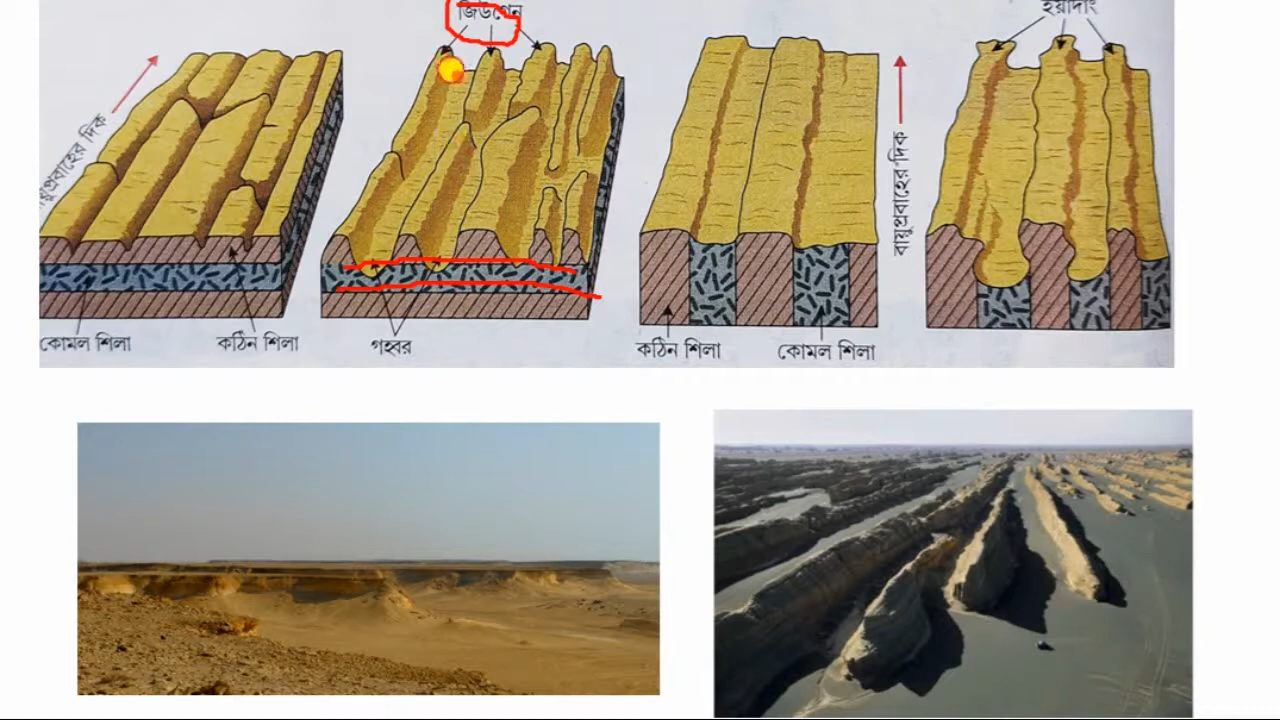 জিউগেন
ইয়ার্দাং
বায়ুপ্রবাহের দিক
বায়ুপ্রবাহের দিক
কোমল শিলা
কঠিন শিলা
গহ্বর
কঠিন শিলা
কোমল শিলা